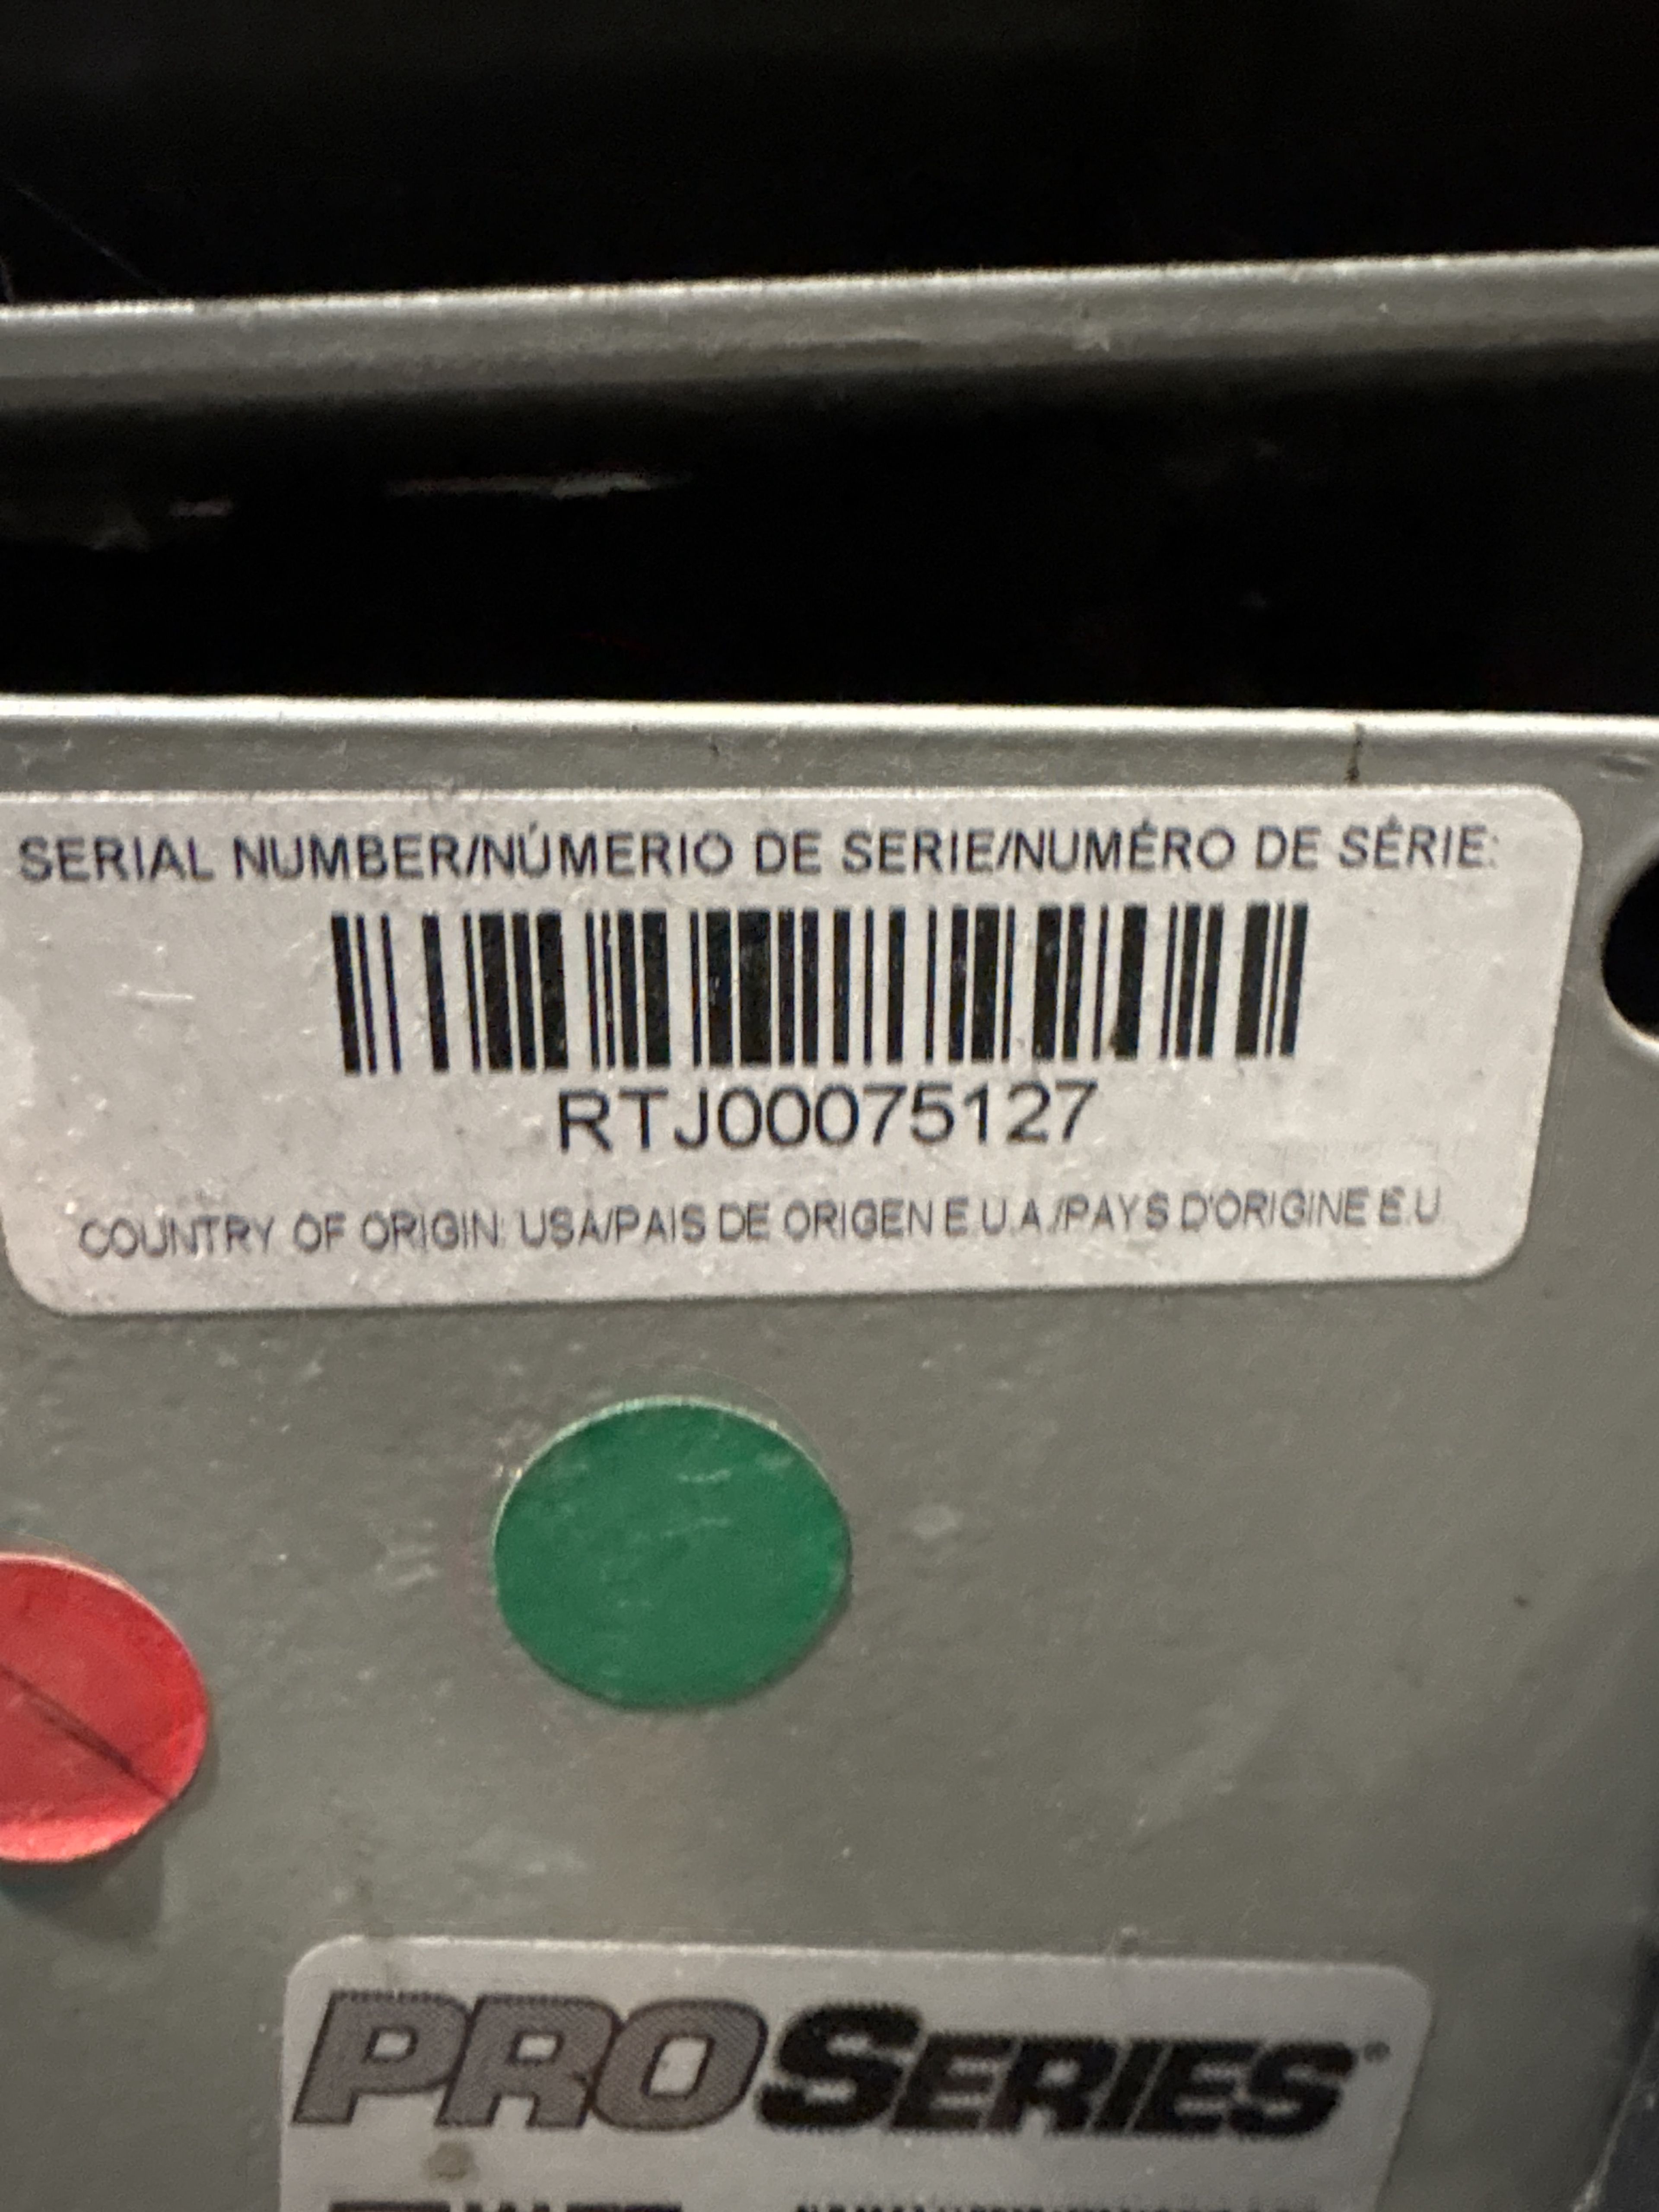 SERIAL NUMBER/NÚMERIO DE SERIE/NUMÉRO DE SÉRIE:
RTJ00075127
COUNTRY OF ORIGIN: USA/PAIS DE ORIGEN E.U.A./PAYS D'ORIGINE E.U.
PROSERIES®